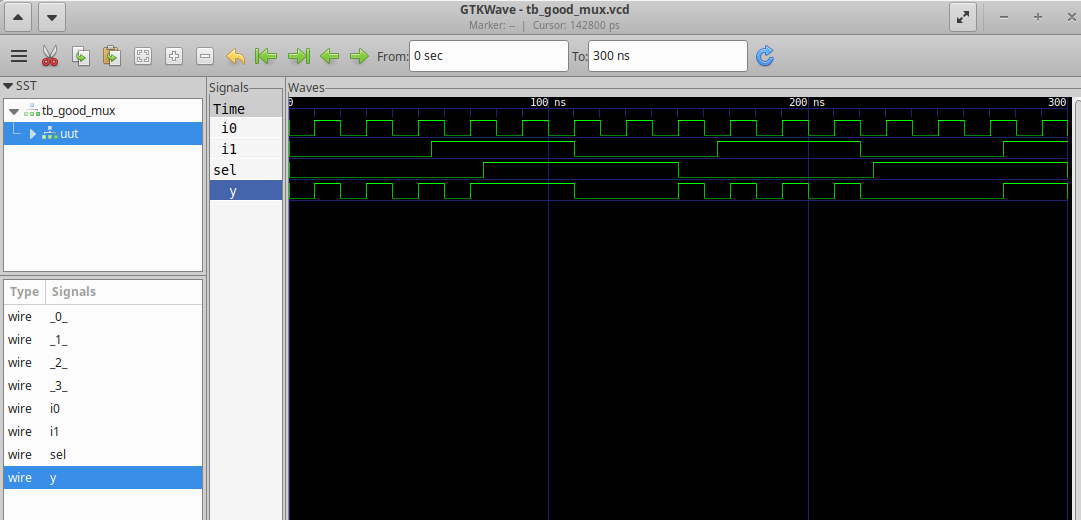 GTKWave - tb_good_mux.vcd
Marker: -- | Cursor: 142800 ps
From: 0 sec To: 300 ns
SST
tb_good_mux
uut
Type Signals
wire _0_
wire _1_
wire _2_
wire _3_
wire i0
wire i1
wire sel
wire y
Signals
Time
i0
i1
sel
y
Waves
0 100 ns 200 ns 300